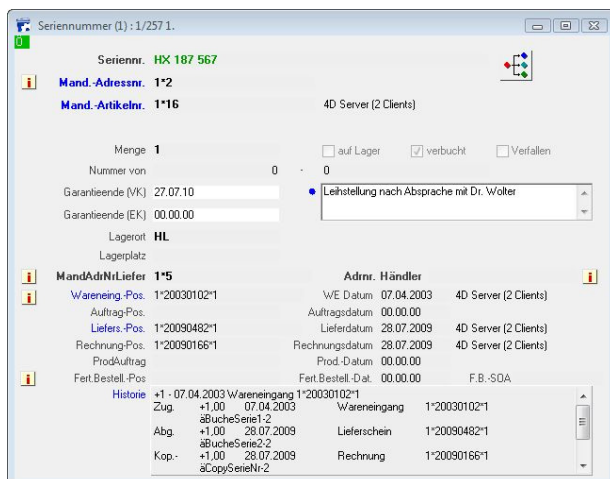 Seriennummer (1) : 1/257 1.
0
Seriennr. HX 187 567
Mand.-Adressnr. 1*2
Mand.-Artikelnr. 1*16 4D Server (2 Clients)
Menge 1 auf Lager verbucht Verfallen
Nummer von 0 - 0
Garantieende (VK) 27.07.10 Leihstellung nach Absprache mit Dr. Wolter
Garantieende (EK) 00.00.00
Lagerort HL
Lagerplatz
MandAdrNrLiefer 1*5 Adrnr. Händler
Wareneing.-Pos. 1*20030102*1 WE Datum 07.04.2003 4D Server (2 Clients)
Auftrag-Pos. Auftragsdatum 00.00.00
Liefers.-Pos. 1*20090482*1 Lieferdatum 28.07.2009 4D Server (2 Clients)
Rechnung-Pos. 1*20090166*1 Rechnungsdatum 28.07.2009 4D Server (2 Clients)
ProdAuftrag Prod.-Datum 00.00.00
Fert.Bestell.-Pos Fert.Bestell.-Dat. 00.00.00 F.B.-SOA
Historie +1 - 07.04.2003 Wareneingang 1*20030102*1
Zug. +1,00 07.04.2003 Wareneingang 1*20030102*1
äBucheSerie1-2
Abg. +1,00 28.07.2009 Lieferschein 1*20090482*1
äBucheSerie2-2
Kop.- +1,00 28.07.2009 Rechnung 1*20090166*1
äCopySerieNr-2